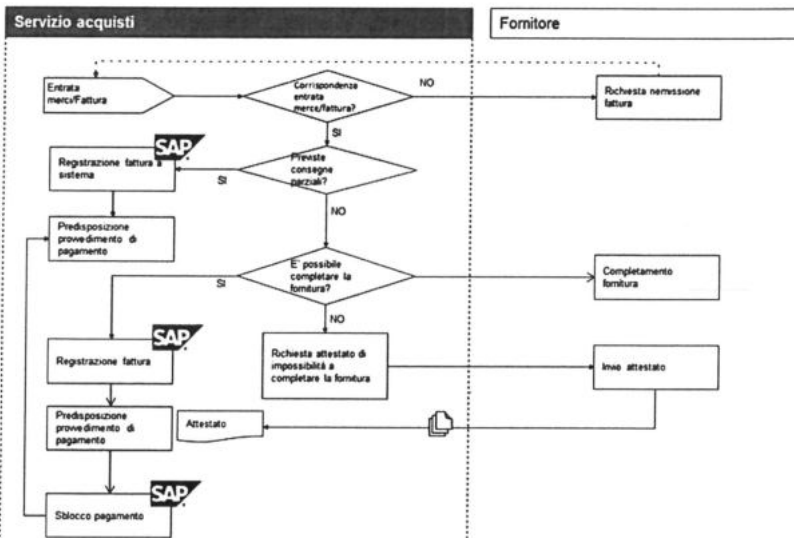 Servizio acquisti
Fornitore
Entrata
merci/Fattura
Corrispondenza
entrata
merce/fattura?
NO
Richiesta riemissione
fattura
SI
SAP
Registrazione fattura a
sistema
SI
Previste
consegne
parziali?
NO
Predisposizione
provvedimento di
pagamento
E' possibile
completare la
fornitura?
SI
Completamento
fornitura
NO
SAP
Registrazione fattura
Richiesta attestato di
impossibilità a
completare la fornitura
Invio attestato
Predisposizione
provvedimento di
pagamento
Attestato
SAP
Sblocco pagamento